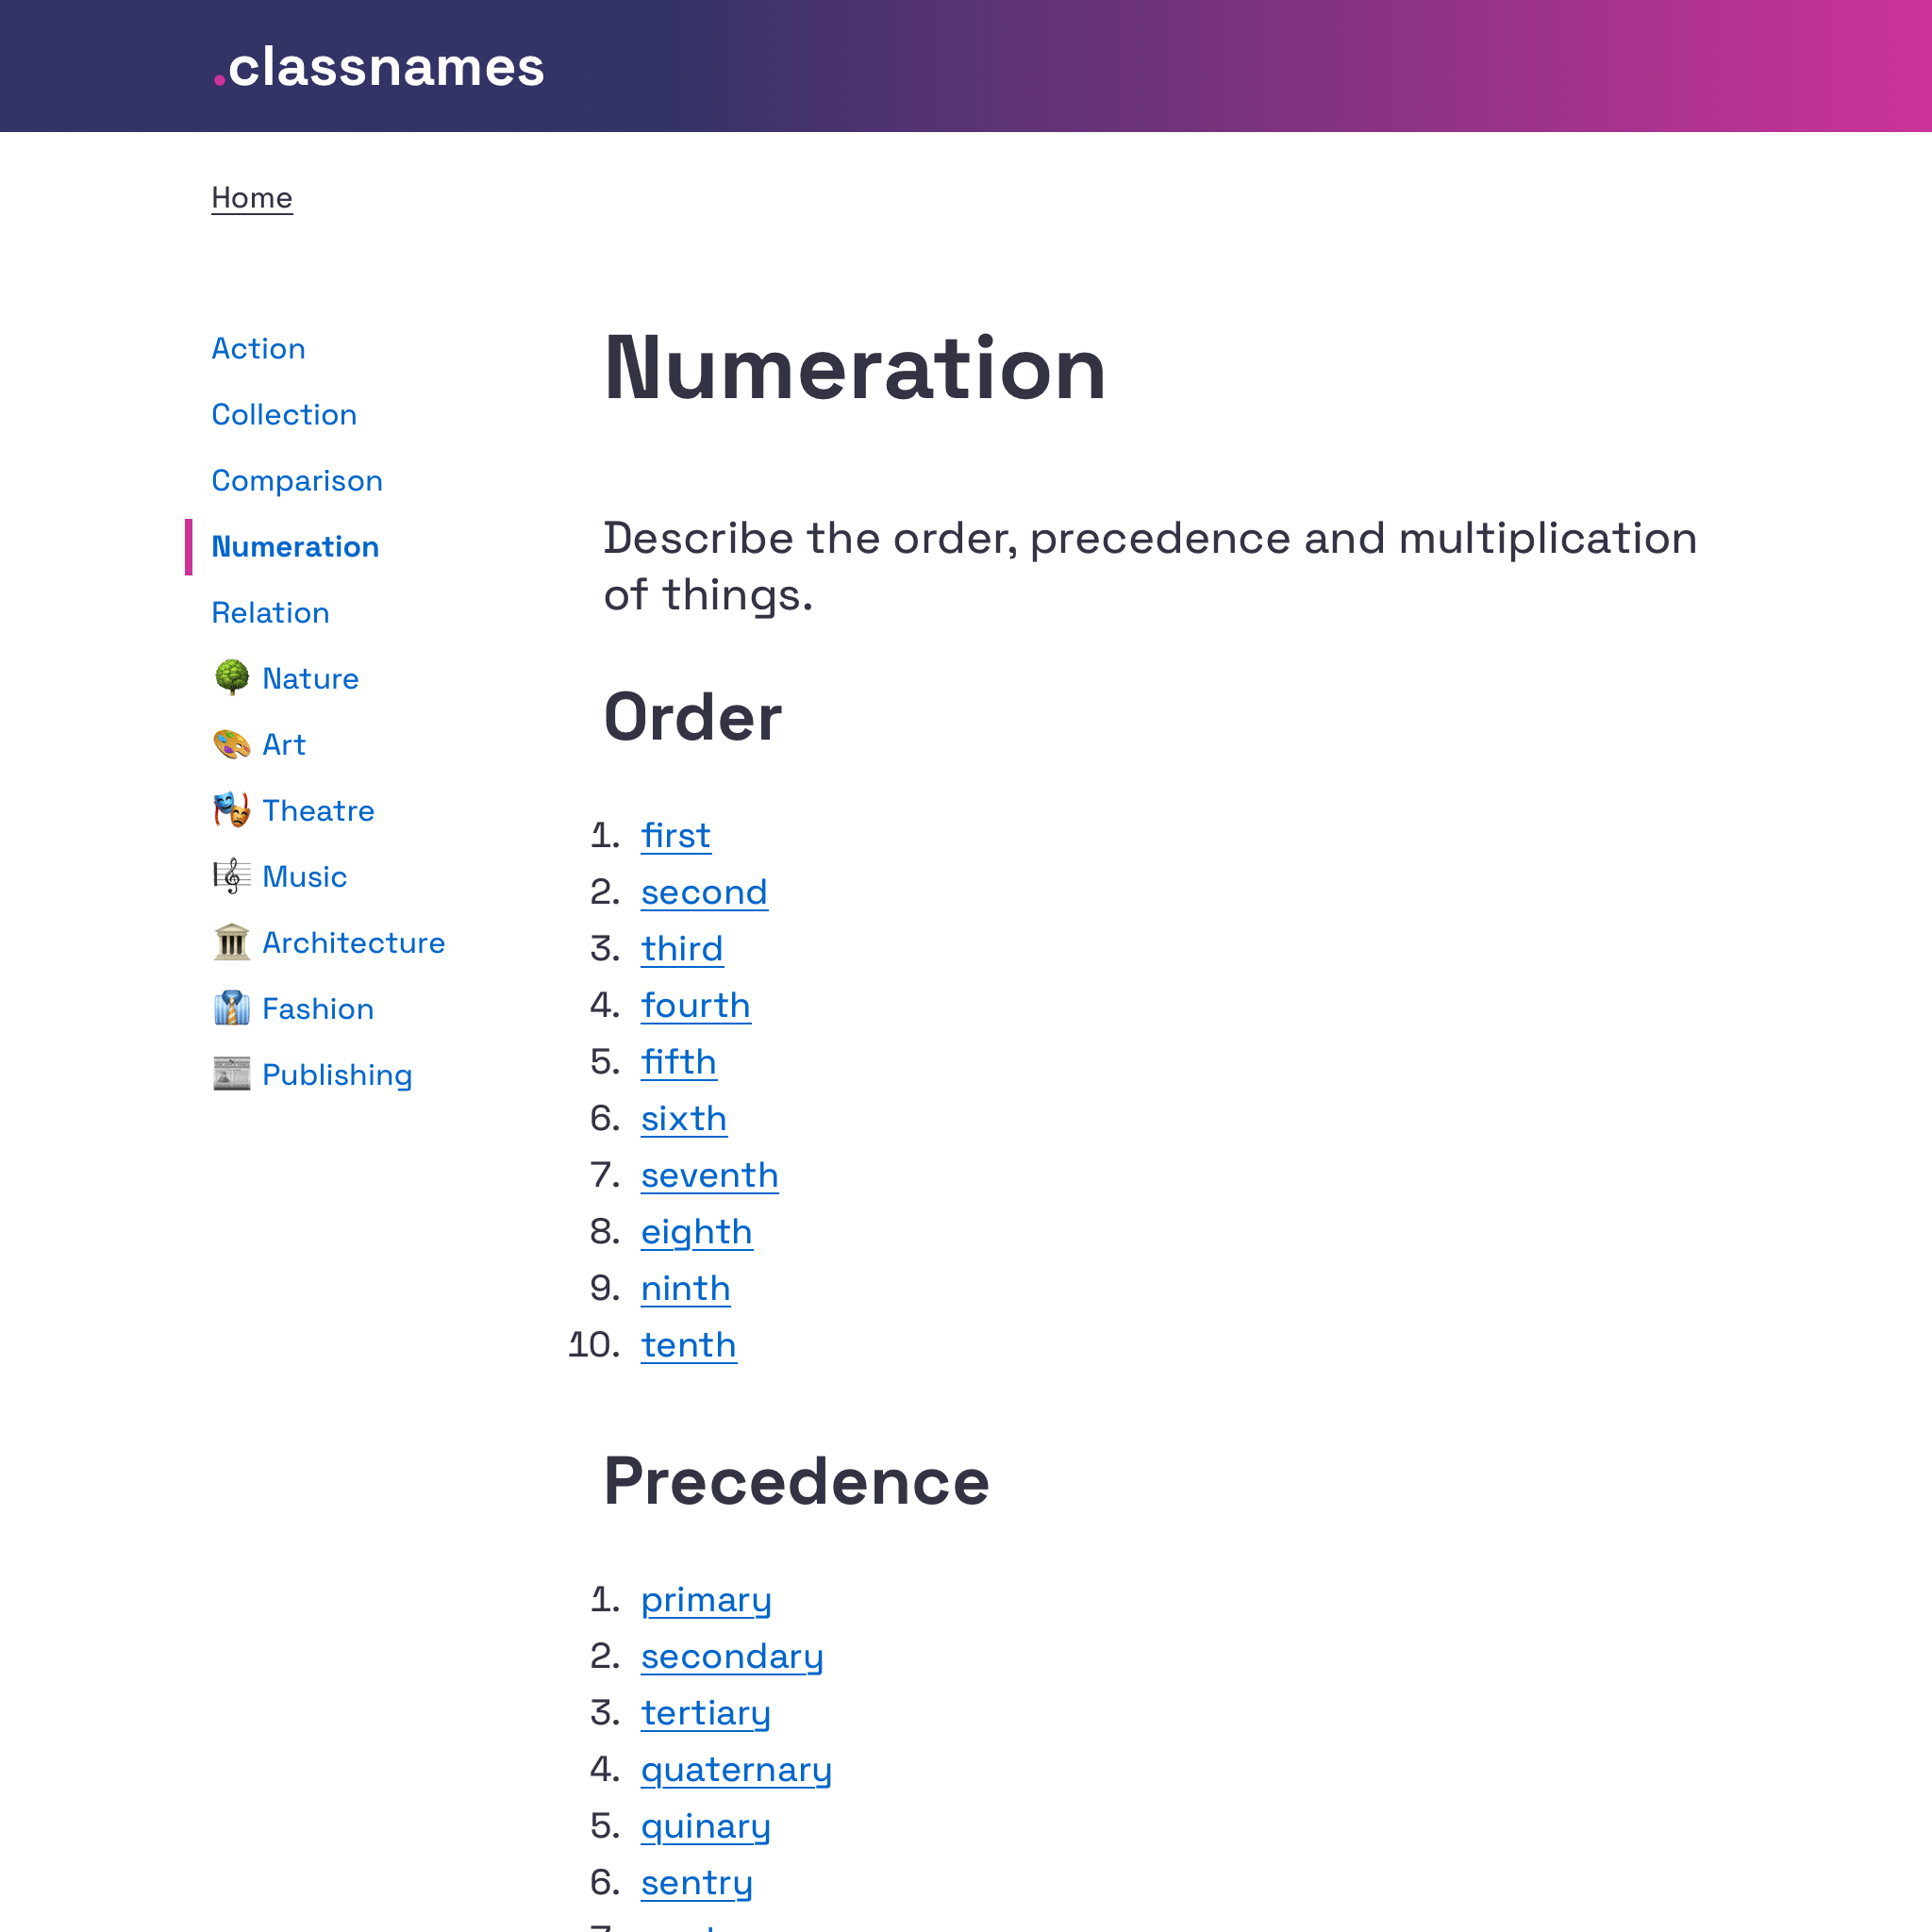 .classnames
Home
Action
Collection
Comparison
Numeration
Relation
Nature
Art
Theatre
Music
Architecture
Fashion
Publishing
Numeration
Describe the order, precedence and multiplication
of things.
Order
1. first
2. second
3. third
4. fourth
5. fifth
6. sixth
7. seventh
8. eighth
9. ninth
10. tenth
Precedence
1. primary
2. secondary
3. tertiary
4. quaternary
5. quinary
6. sentry